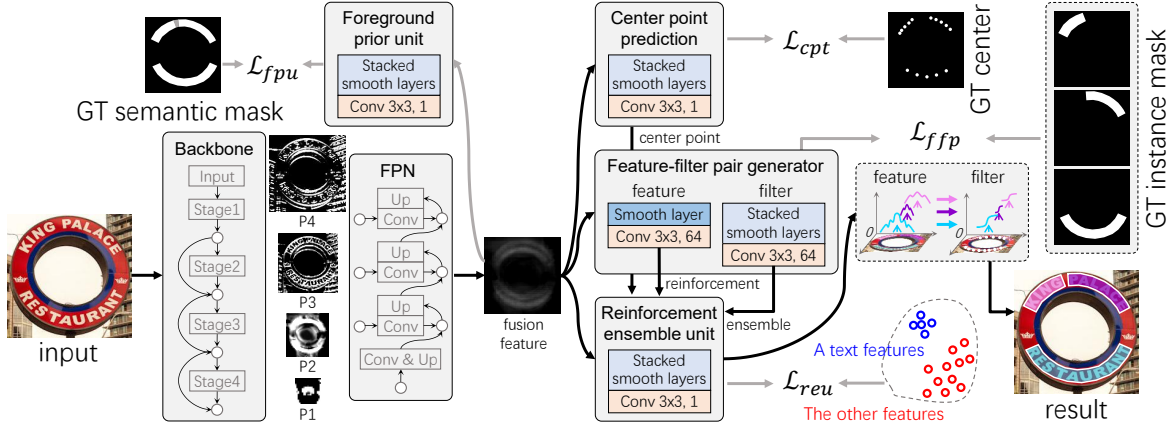 GT semantic mask
ℒfpu
Foreground
prior unit
Stacked
smooth layers
Conv 3x3, 1
Center point
prediction
Stacked
smooth layers
Conv 3x3, 1
ℒcpt
GT center
GT instance mask
center point
Backbone
Input
Stage1
Stage2
Stage3
Stage4
P4
P3
P2
P1
FPN
Up
Conv
Up
Conv
Up
Conv
Conv & Up
KING PALACE
RESTAURANT
input
fusion
feature
Feature-filter pair generator
feature
Smooth layer
Conv 3x3, 64
filter
Stacked
smooth layers
Conv 3x3, 64
ℒffp
reinforcement
ensemble
Reinforcement
ensemble unit
Stacked
smooth layers
Conv 3x3, 1
feature
filter
0
0
ℒreu
A text features
The other features
KING PALACE
RESTAURANT
result